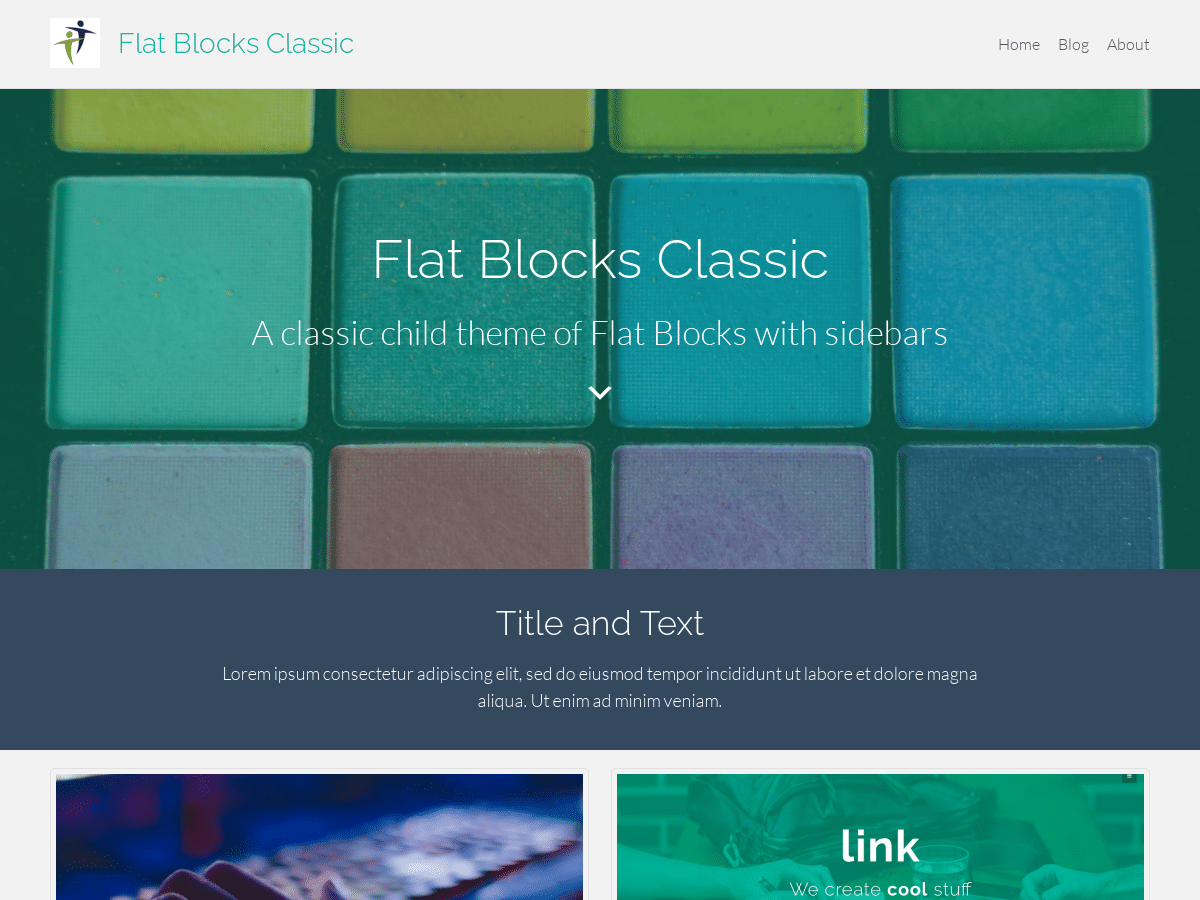 Flat Blocks Classic
Home Blog About
Flat Blocks Classic
A classic child theme of Flat Blocks with sidebars
Title and Text
Lorem ipsum consectetur adipiscing elit, sed do eiusmod tempor incididunt ut labore et dolore magna
aliqua. Ut enim ad minim veniam.
link
We create cool stuff